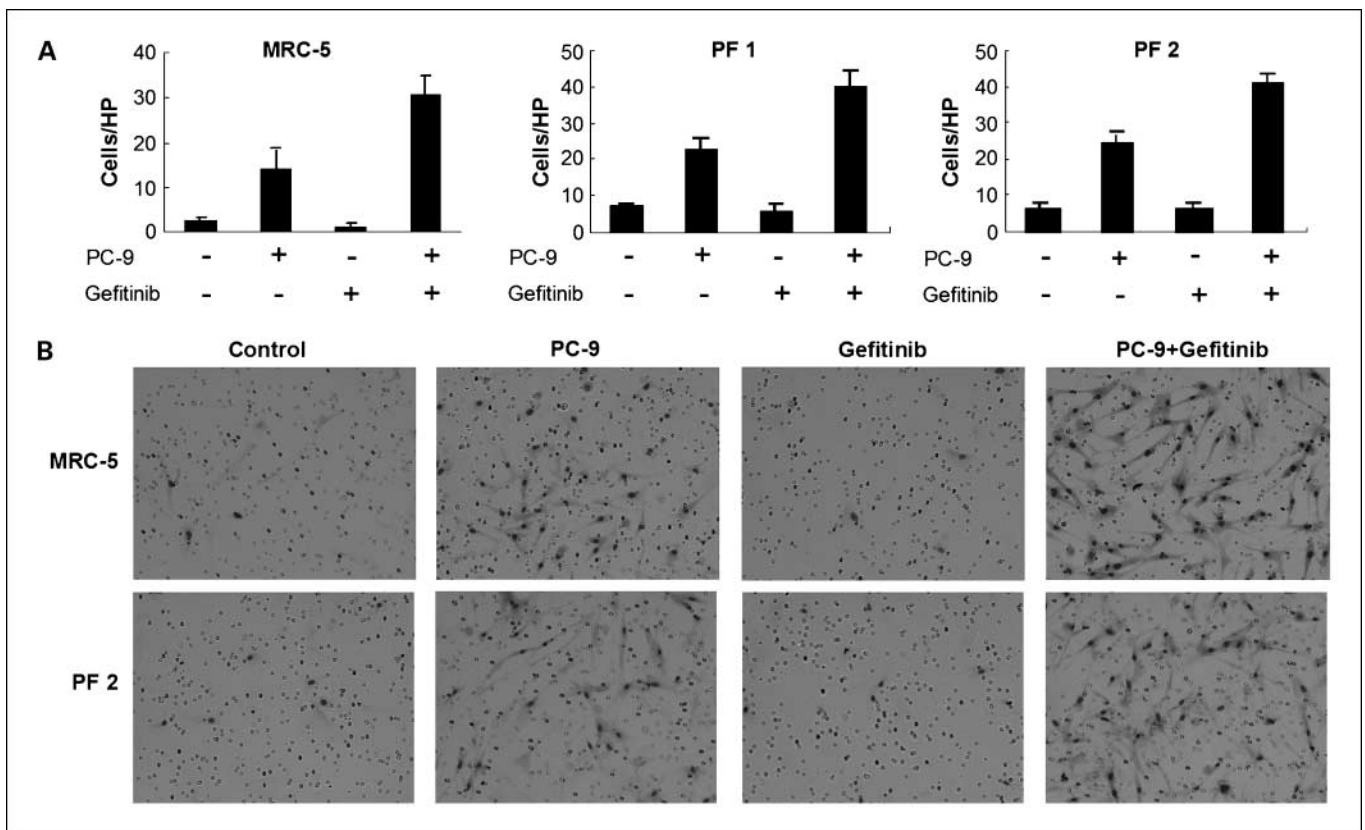 A
MRC-5
PF 1
PF 2
Cells/HP
40
30
20
10
0
Cells/HP
50
40
30
20
10
0
Cells/HP
50
40
30
20
10
0
PC-9 - + - +
Gefitinib - - + +
PC-9 - + - +
Gefitinib - - + +
PC-9 - + - +
Gefitinib - - + +
B
Control PC-9 Gefitinib PC-9+Gefitinib
MRC-5
PF 2